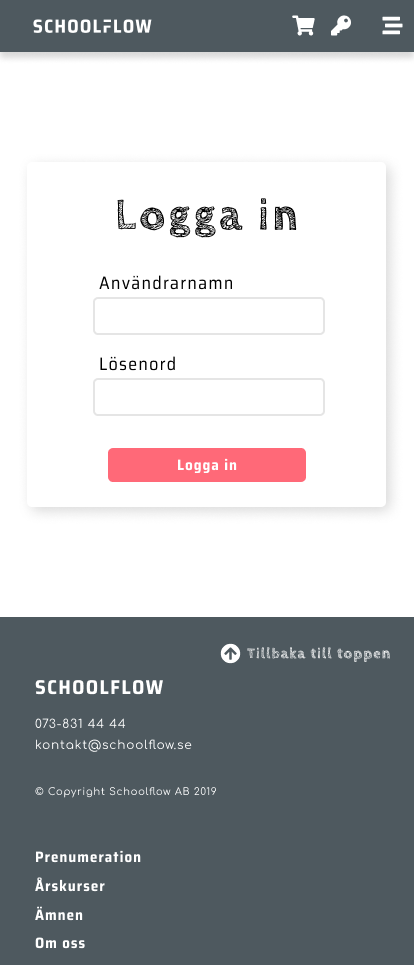 SCHOOLFLOW
Logga in
Användrarnamn
Lösenord
Logga in
Tillbaka till toppen
SCHOOLFLOW
073-831 44 44
kontakt@schoolflow.se
© Copyright Schoolflow AB 2019
Prenumeration
Årskurser
Ämnen
Om oss